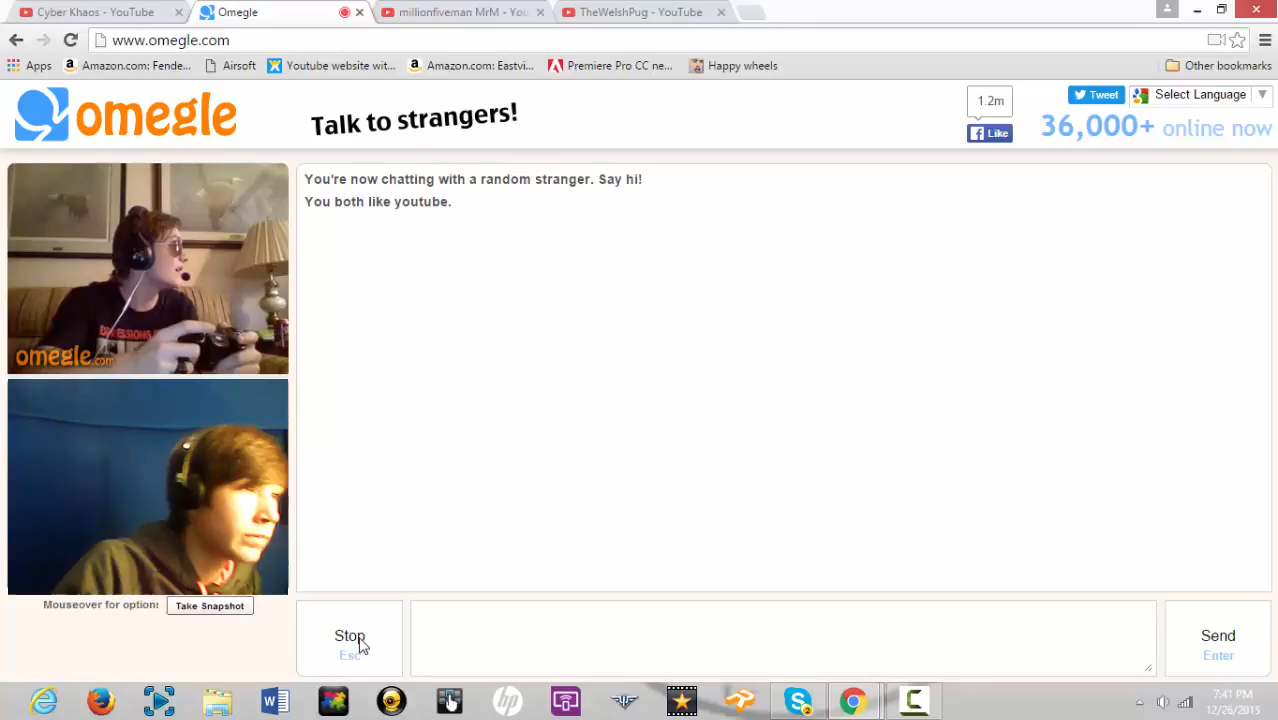 Cyber Khaos - YouTube
Omegle
millionfiveman MrM - You
TheWelshPug - YouTube
www.omegle.com
Apps
Amazon.com: Fende...
Airsoft
Youtube website wit...
Amazon.com: Eastvi...
Premiere Pro CC ne...
Happy wheels
Other bookmarks
omegle
Talk to strangers!
1.2m
Like
Tweet
Select Language
36,000+ online now
You're now chatting with a random stranger. Say hi!
You both like youtube.
omegle.com
Mouseover for options
Take Snapshot
Stop
Esc
Send
Enter
hp
7:41 PM
12/26/2015